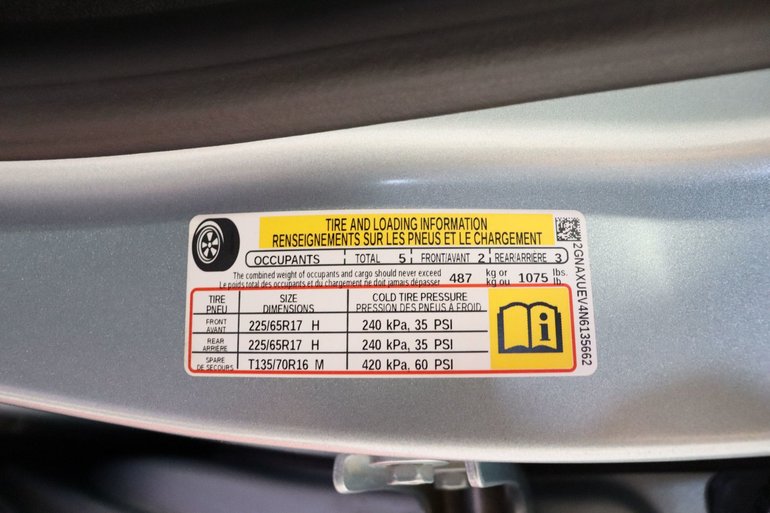 TIRE AND LOADING INFORMATION
RENSEIGNEMENTS SUR LES PNEUS ET LE CHARGEMENT
OCCUPANTS TOTAL 5 FRONT/AVANT 2 REAR/ARRIÈRE 3
The combined weight of occupants and cargo should never exceed 487 kg or 1075 lbs.
Le poids total des occupants et du chargement ne doit jamais dépasser kg ou lb.
TIRE SIZE COLD TIRE PRESSURE
PNEU DIMENSIONS PRESSION DES PNEUS A FROID
FRONT
AVANT 225/65R17 H 240 kPa, 35 PSI
REAR
ARRIÈRE 225/65R17 H 240 kPa, 35 PSI
SPARE
DE SECOURS T135/70R16 M 420 kPa, 60 PSI
2GNAXUEV4N6135662